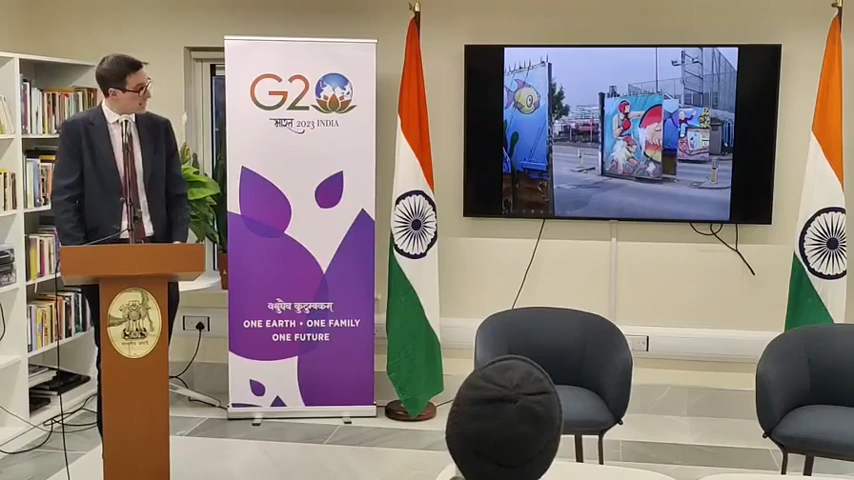 G20
भारत 2023 INDIA
वसुधैव कुटुम्बकम्
ONE EARTH • ONE FAMILY
ONE FUTURE